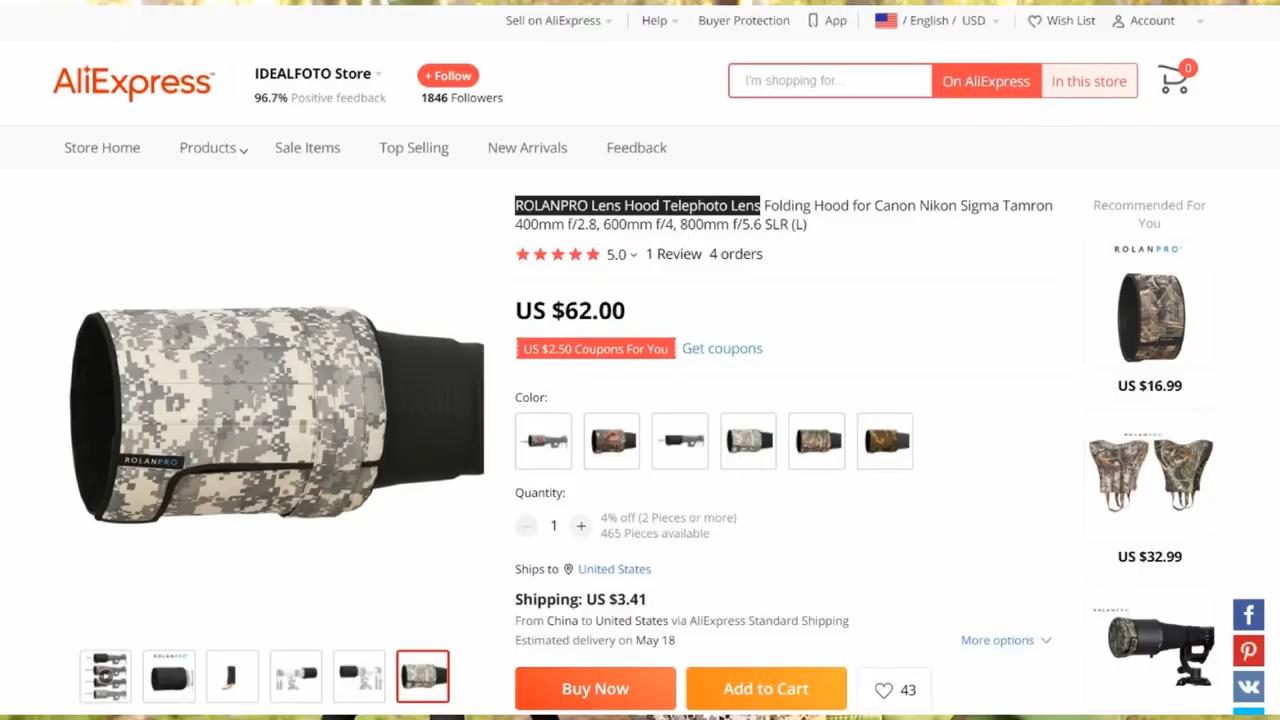 Sell on AliExpress
Help
Buyer Protection
App
/ English / USD
Wish List
Account
AliExpress™
IDEALFOTO Store
+ Follow
96.7% Positive feedback
1846 Followers
I'm shopping for...
On AliExpress
In this store
0
Store Home
Products
Sale Items
Top Selling
New Arrivals
Feedback
ROLANPRO Lens Hood Telephoto Lens Folding Hood for Canon Nikon Sigma Tamron
400mm f/2.8, 600mm f/4, 800mm f/5.6 SLR (L)
5.0
1 Review
4 orders
US $62.00
US $2.50 Coupons For You
Get coupons
Color:
Quantity:
1
4% off (2 Pieces or more)
465 Pieces available
Ships to
United States
Shipping: US $3.41
From China to United States via AliExpress Standard Shipping
Estimated delivery on May 18
More options
Buy Now
Add to Cart
43
ROLANPRO
ROLANPRO
Recommended For
You
ROLANPRO
US $16.99
ROLANPRO
US $32.99
ROLANPRO